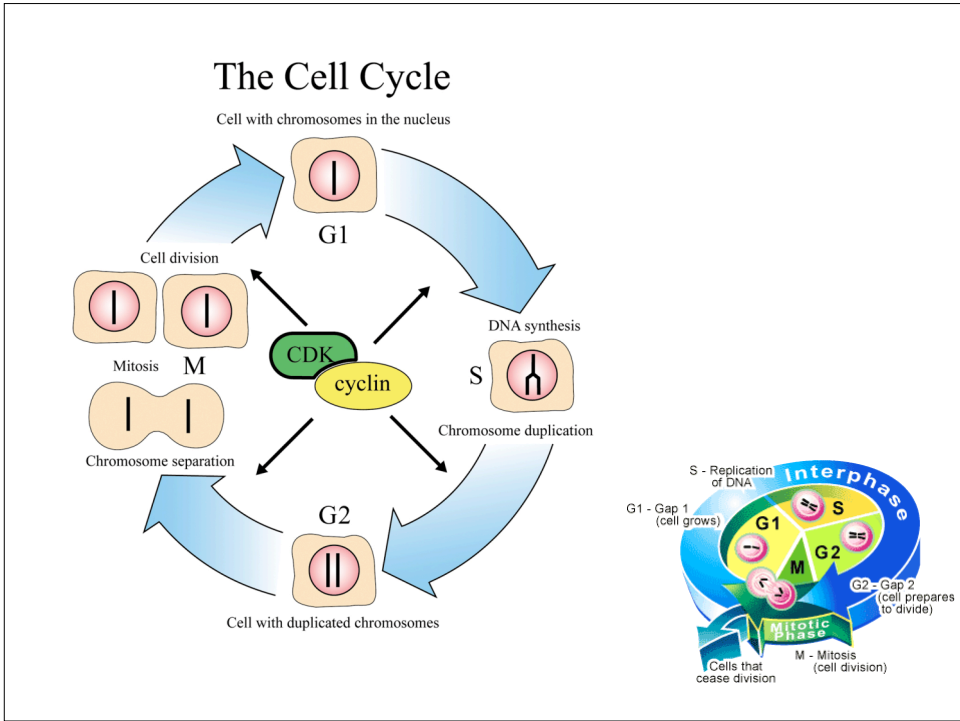 The Cell Cycle
Cell with chromosomes in the nucleus
G1
Cell division
DNA synthesis
CDK
cyclin
S
Mitosis
M
Chromosome duplication
Chromosome separation
G2
Cell with duplicated chromosomes
S - Replication
of DNA
Interphase
G1 - Gap 1
(cell grows)
G1
S
G2
M
G2 - Gap 2
(cell prepares
to divide)
Mitotic
Phase
M - Mitosis
(cell division)
Cells that
cease division